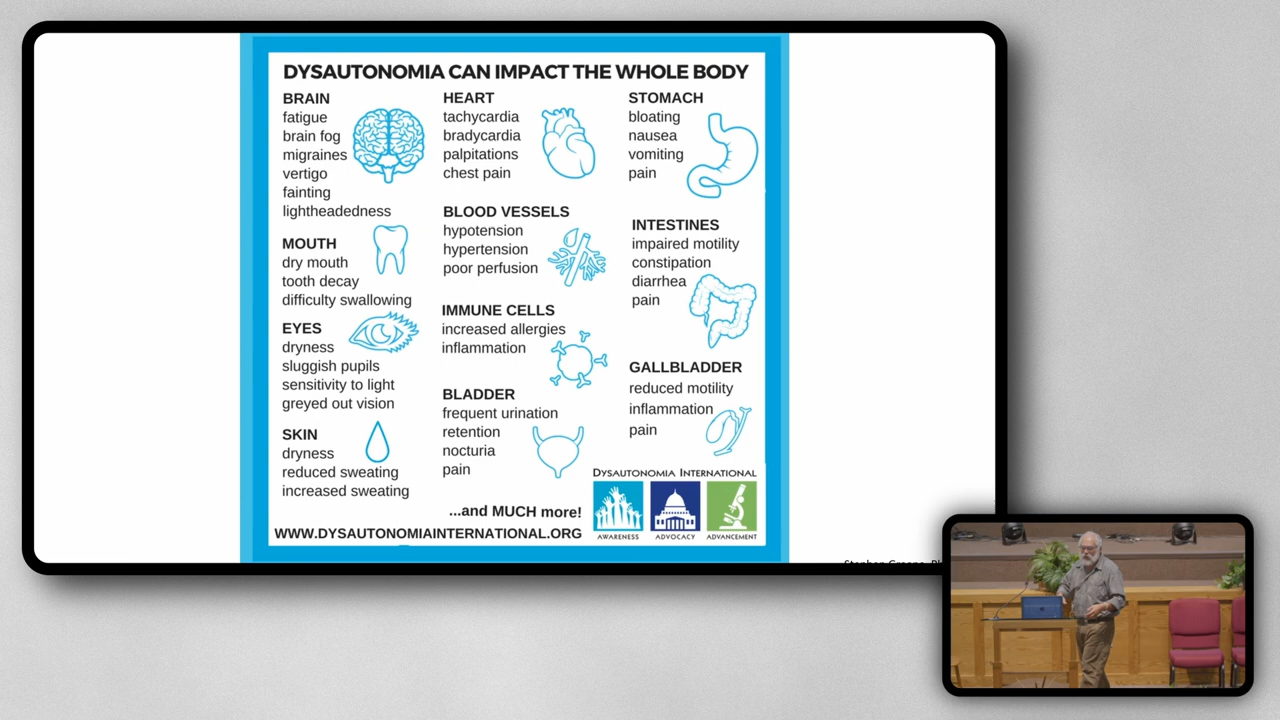 DYSAUTONOMIA CAN IMPACT THE WHOLE BODY
BRAIN
fatigue
brain fog
migraines
vertigo
fainting
lightheadedness
MOUTH
dry mouth
tooth decay
difficulty swallowing
EYES
dryness
sluggish pupils
sensitivity to light
greyed out vision
SKIN
dryness
reduced sweating
increased sweating
HEART
tachycardia
bradycardia
palpitations
chest pain
BLOOD VESSELS
hypotension
hypertension
poor perfusion
IMMUNE CELLS
increased allergies
inflammation
BLADDER
frequent urination
retention
nocturia
pain
STOMACH
bloating
nausea
vomiting
pain
INTESTINES
impaired motility
constipation
diarrhea
pain
GALLBLADDER
reduced motility
inflammation
pain
...and MUCH more!
WWW.DYSAUTONOMIAINTERNATIONAL.ORG
DYSAUTONOMIA INTERNATIONAL
AWARENESS
ADVOCACY
ADVANCEMENT